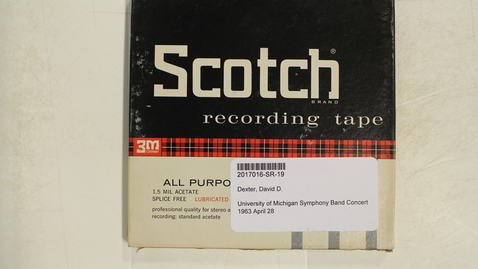 Scotch®
BRAND
recording tape
3M
COMPANY
ALL PURPO
1.5 MIL ACETATE
SPLICE FREE LUBRICATED
professional quality for stereo a
recording; standard acetate
2017016-SR-19
Dexter, David D.
University of Michigan Symphony Band Concert
1963 April 28